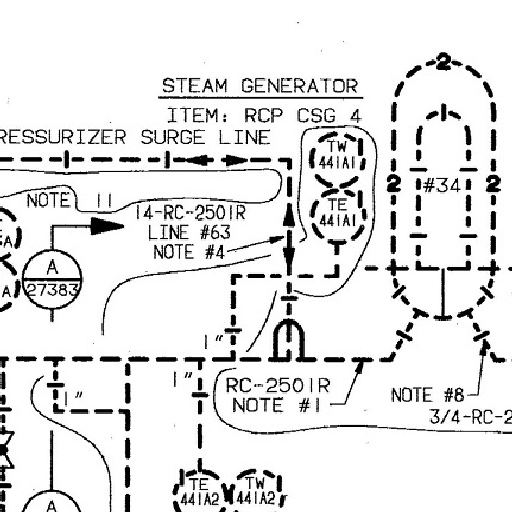 STEAM GENERATOR
ITEM: RCP CSG 4
RESSURIZER SURGE LINE
2
TW
441A1
TE
441A1
2
#34
2
NOTE 11
14-RC-2501R
LINE #63
NOTE #4
A
27383
A
A
1"
1"
1"
RC-2501R
NOTE #1
NOTE #8
3/4-RC-2
TE
441A2
TW
441A2
A